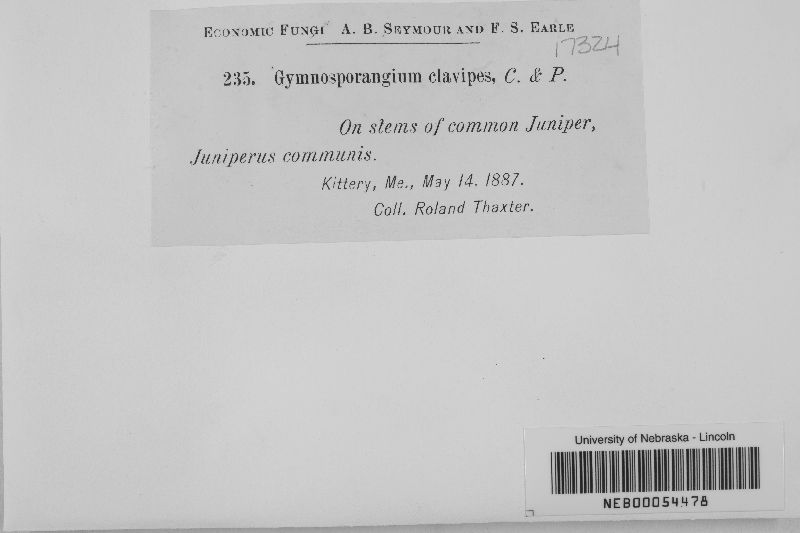 ECONOMIC FUNGI A. B. SEYMOUR AND F. S. EARLE
17324
235. Gymnosporangium clavipes, C. & P.
On stems of common Juniper,
Juniperus communis.
Kittery, Me., May 14. 1887.
Coll. Roland Thaxter.
University of Nebraska - Lincoln
NEB00054478